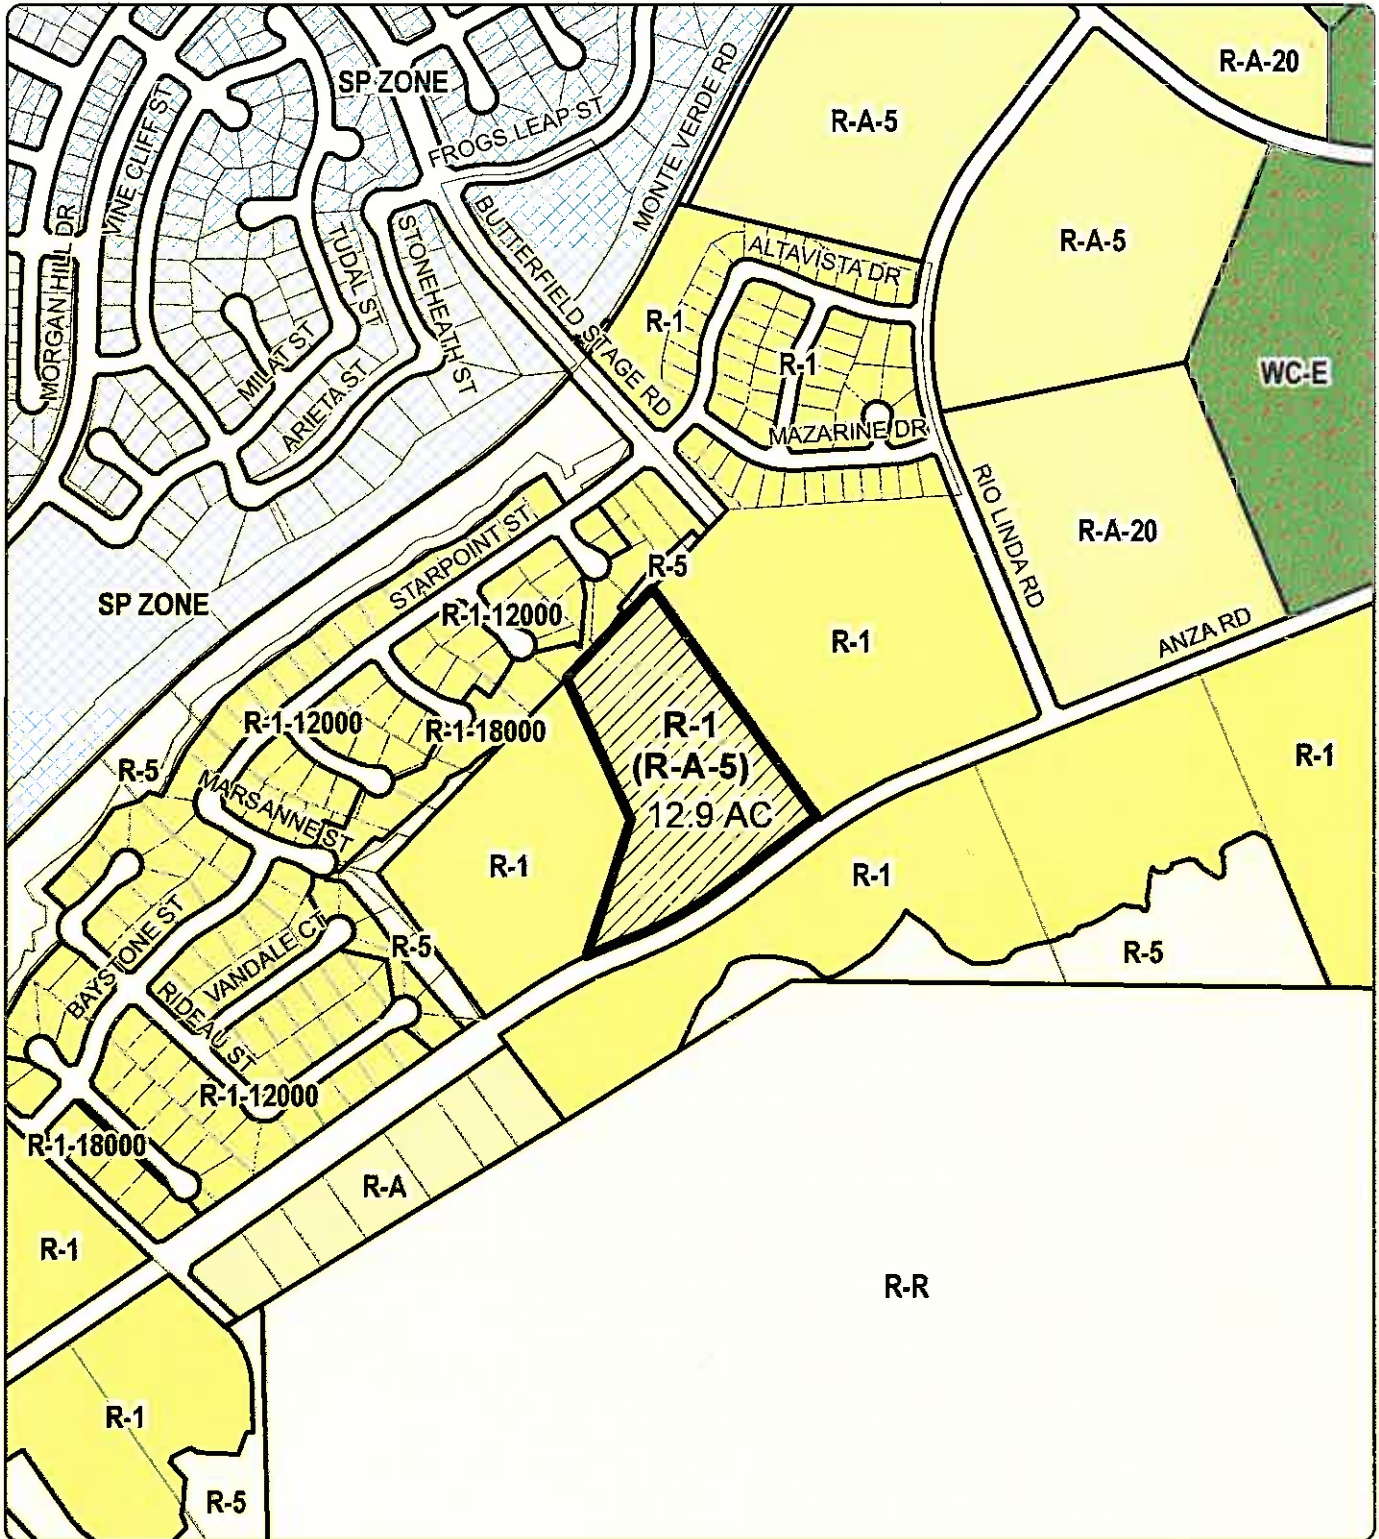 SP ZONE
R-A-20
R-A-5
FROGS LEAP ST
MONTE VERDE RD
VINE CLIFF ST
MORGAN HILL DR
TUDAL ST
STONEHEATH ST
BUTTERFIELD STAGE RD
ALTAVISTA DR
R-A-5
R-1
R-1
WC-E
MILAT ST
ARIETA ST
MAZARINE DR
RIO LINDA RD
R-A-20
STARPOINT ST
R-5
SP ZONE
R-1-12000
R-1
ANZA RD
R-1-12000
R-1-18000
R-1
(R-A-5)
12.9 AC
R-1
R-5
MARSANNE ST
R-1
R-1
BAYSTONE ST
VANDALE CT
R-5
R-5
RIDEAU ST
R-1-12000
R-1-18000
R-A
R-1
R-R
R-1
R-5